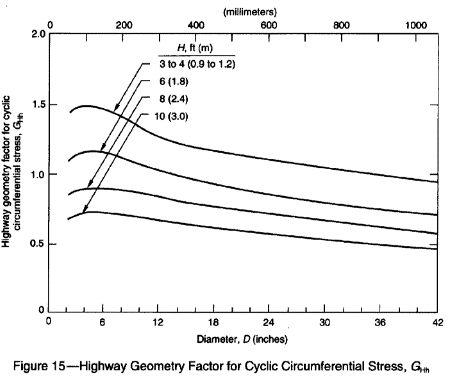 (millimeters)
0 200 400 600 800 1000
2.0
1.5
1.0
0.5
0
Highway geometry factor for cyclic
circumferential stress, GHh
H, ft (m)
3 to 4 (0.9 to 1.2)
6 (1.8)
8 (2.4)
10 (3.0)
0 6 12 18 24 30 36 42
Diameter, D (inches)
Figure 15—Highway Geometry Factor for Cyclic Circumferential Stress, GHh